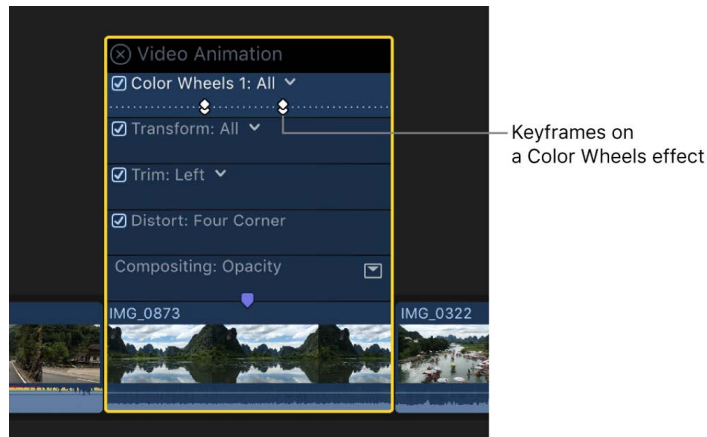 Video Animation
Color Wheels 1: All
Transform: All
Keyframes on
a Color Wheels effect
Trim: Left
Distort: Four Corner
Compositing: Opacity
IMG_0873
IMG_0322